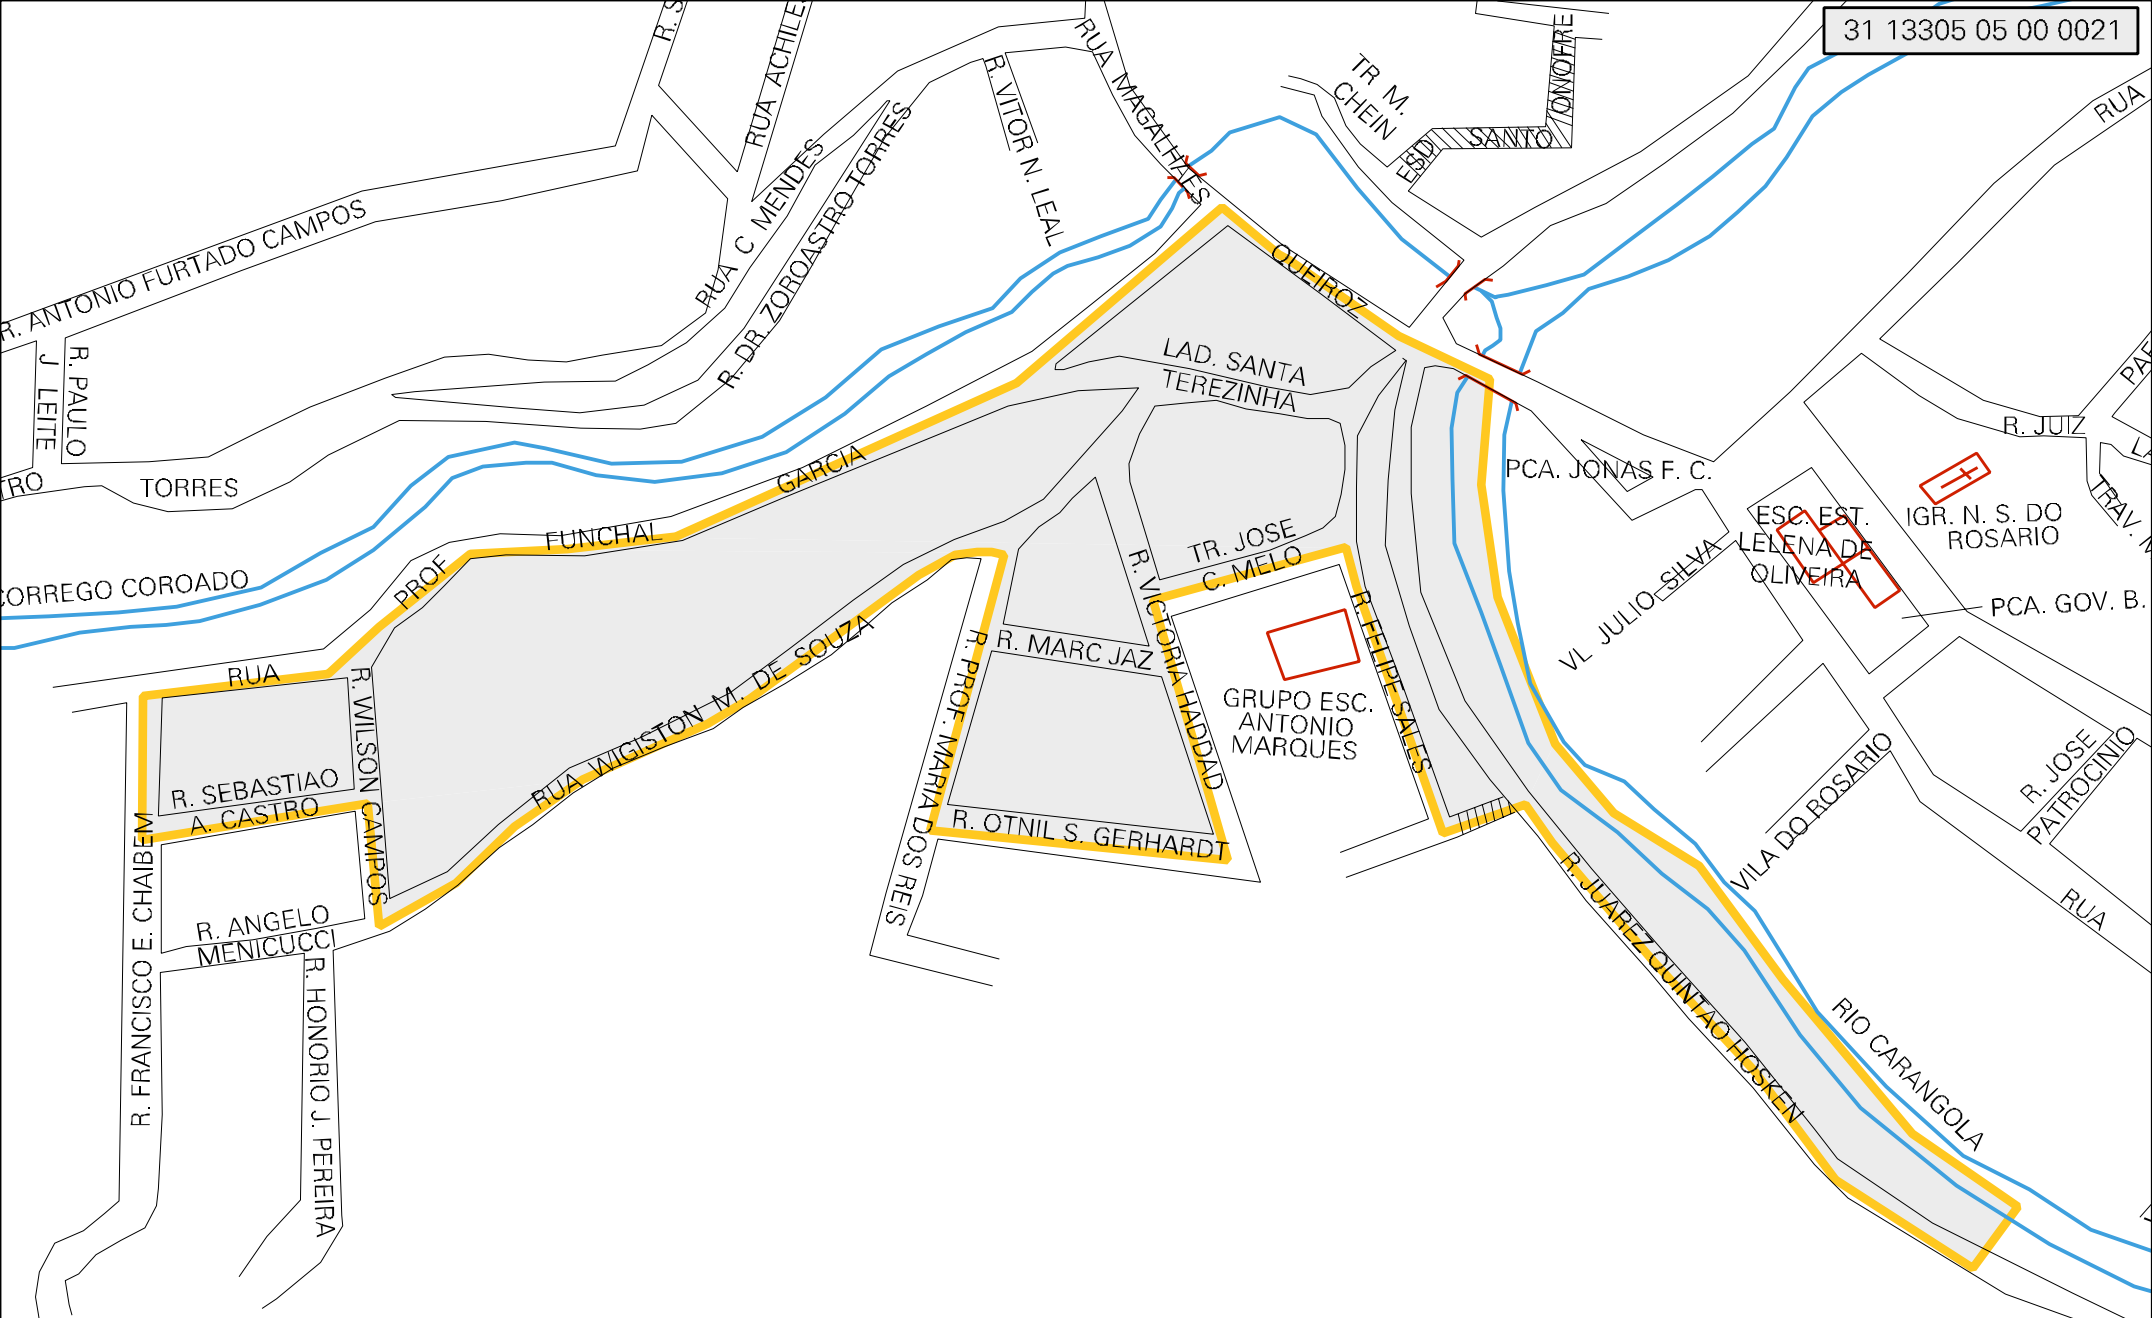 31 13305 05 00 0021
R. S
RUA ACHILE
RUA MAGALHAES
QUEIROZ
TR. M.
CHEIN
ESD
SANTO
IONOFRE
RUA
R. VITOR N. LEAL
RUA C MENDES
R. DR. ZOROASTRO TORRES
R. ANTONIO FURTADO CAMPOS
R. PAULO
J LEITE
TRO
TORRES
LAD. SANTA
TEREZINHA
R. JUIZ
PAE
LA
TRAV. M
PCA. JONAS F. C.
ESC. EST.
LELENA DE
OLIVEIRA
IGR. N. S. DO
ROSARIO
PCA. GOV. B.
VL JULIO SILVA
CORREGO COROADO
RUA
PROF
FUNCHAL
GARCIA
TR. JOSE
C. MELO
R. VICTORIA HADDAD
R. FELIPE SALES
R. MARC JAZ
GRUPO ESC.
ANTONIO
MARQUES
R. WILSON CAMPOS
R. SEBASTIAO
A. CASTRO
RUA WIGISTON M. DE SOUZA
R. PROF. MARIA DOS REIS
R. OTNIL S. GERHARDT
R. FRANCISCO E. CHAIBEM
R. ANGELO
MENICUCCI
R. HONORIO J. PEREIRA
VILA DO ROSARIO
R. JOSE
PATROCINIO
RUA
R. JUAREZ QUINTAO HOSKEN
RIO CARANGOLA